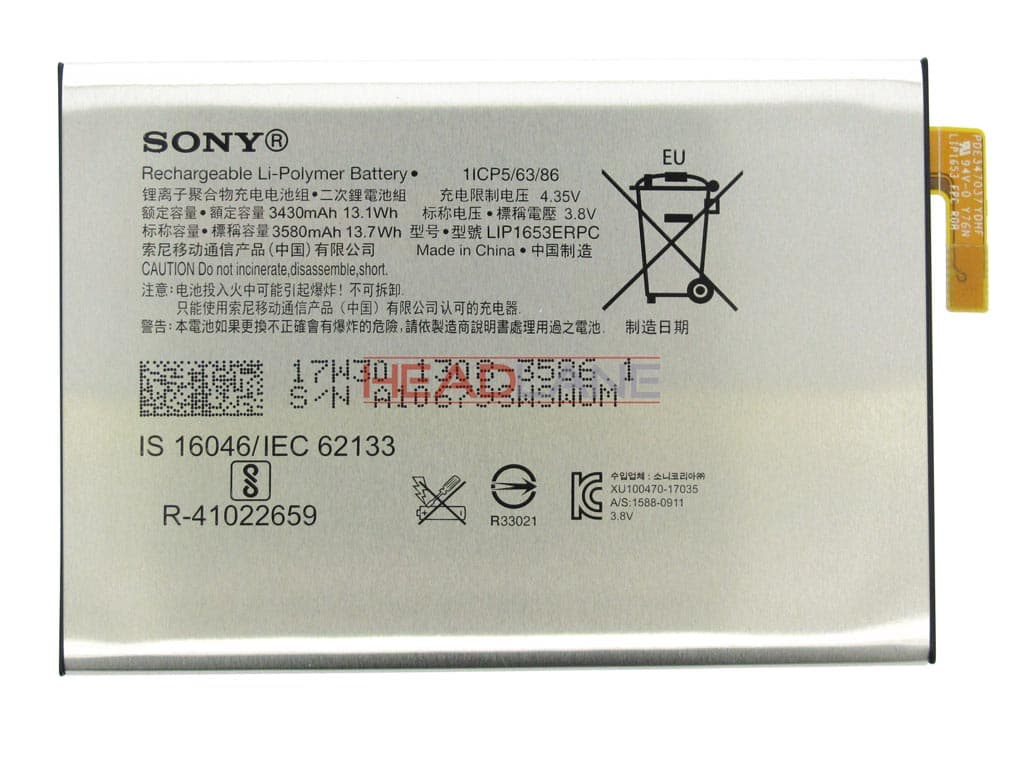 SONY®
Rechargeable Li-Polymer Battery • 1ICP5/63/86
锂离子聚合物充电电池组 • 二次鋰電池組 充电限制电压 4.35V
额定容量 • 額定容量 3430mAh 13.1Wh 标称电压 • 標稱電壓 3.8V
标称容量 • 標稱容量 3580mAh 13.7Wh 型号 • 型號 LIP1653ERPC
索尼移动通信产品（中国）有限公司 Made in China • 中国制造
CAUTION Do not incinerate,disassemble,short.
注意: 电池投入火中可能引起爆炸！不可拆卸.
只能使用索尼移动通信产品（中国）有限公司认可的充电器.
警告: 本電池如果更換不正確會有爆炸的危險, 請依製造商說明書處理用過之電池. 制造日期
EU
17W30
S/N
HEADLANE
IS 16046/IEC 62133
R-41022659
R33021
수입업체 : 소니코리아㈜
XU100470-17035
A/S:1588-0911
3.8V
94V-0 Y76N